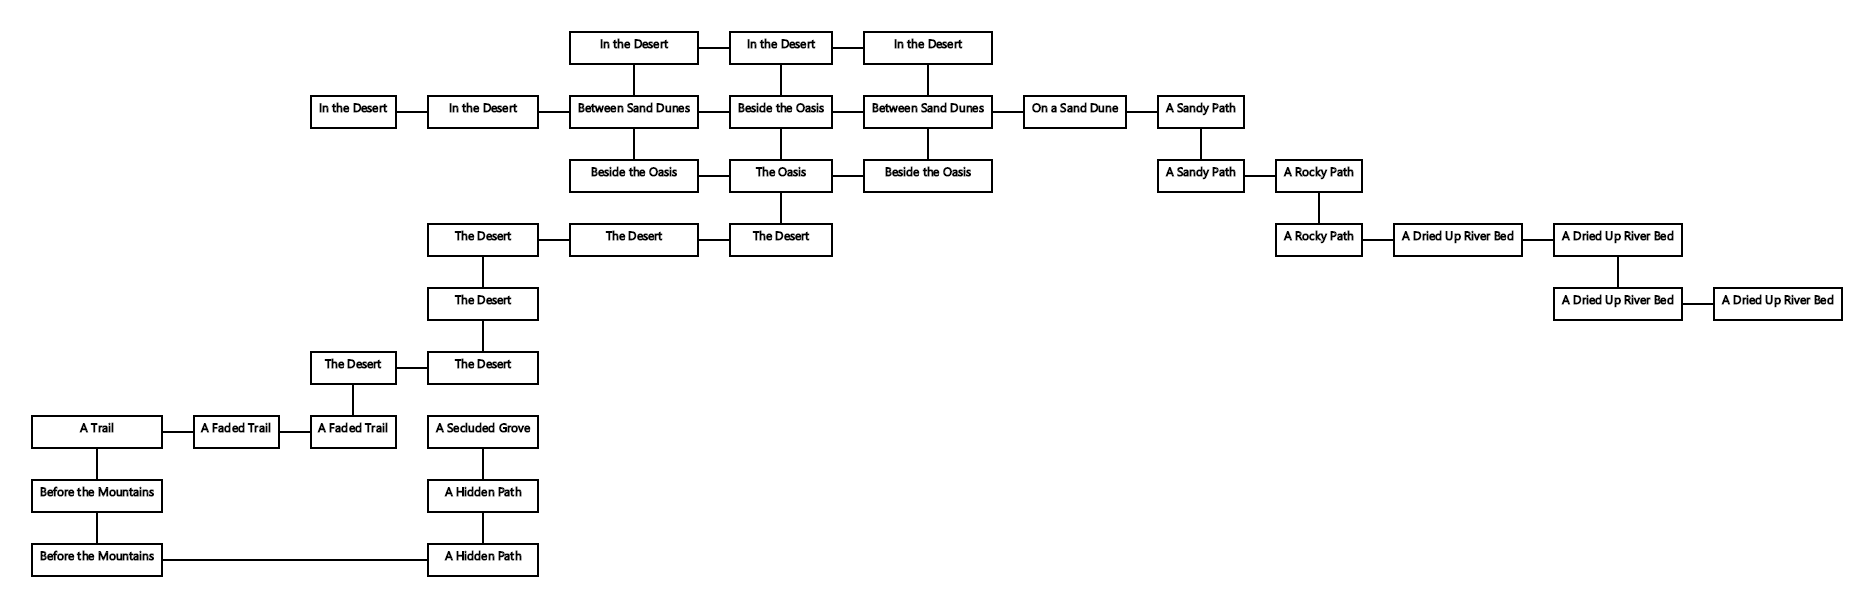 In the Desert
In the Desert
In the Desert
In the Desert
In the Desert
Between Sand Dunes
Beside the Oasis
Between Sand Dunes
On a Sand Dune
A Sandy Path
Beside the Oasis
The Oasis
Beside the Oasis
A Sandy Path
A Rocky Path
The Desert
The Desert
The Desert
A Rocky Path
A Dried Up River Bed
A Dried Up River Bed
The Desert
A Dried Up River Bed
A Dried Up River Bed
The Desert
The Desert
A Trail
A Faded Trail
A Faded Trail
A Secluded Grove
Before the Mountains
A Hidden Path
Before the Mountains
A Hidden Path